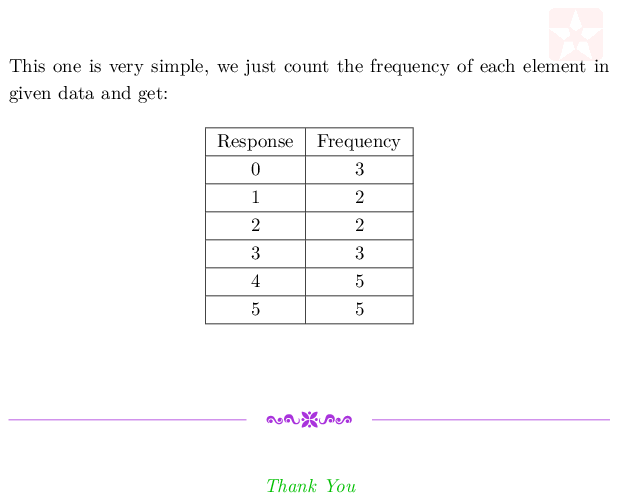 This one is very simple, we just count the frequency of each element in
given data and get:
Response Frequency
0 3
1 2
2 2
3 3
4 5
5 5
Thank You